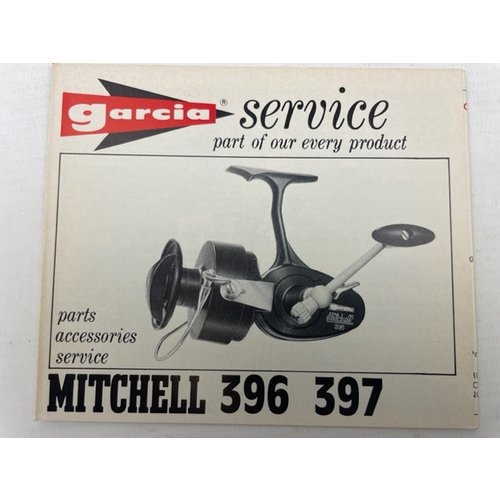 garcia® service
part of our every product
Mitchell
396
parts
accessories
service
MITCHELL 396 397